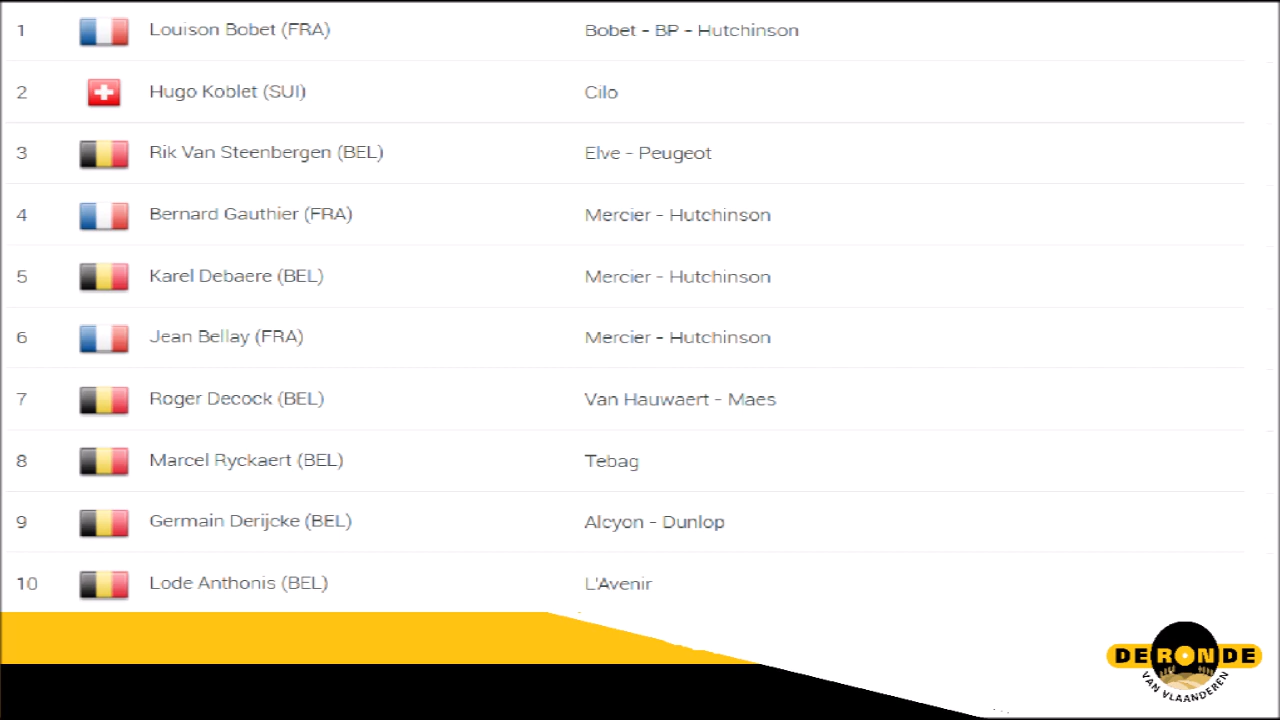 1 Louison Bobet (FRA) Bobet - BP - Hutchinson
2 Hugo Koblet (SUI) Cilo
3 Rik Van Steenbergen (BEL) Elve - Peugeot
4 Bernard Gauthier (FRA) Mercier - Hutchinson
5 Karel Debaere (BEL) Mercier - Hutchinson
6 Jean Bellay (FRA) Mercier - Hutchinson
7 Roger Decock (BEL) Van Hauwaert - Maes
8 Marcel Ryckaert (BEL) Tebag
9 Germain Derijcke (BEL) Alcyon - Dunlop
10 Lode Anthonis (BEL) L'Avenir
DE RONDE
VAN VLAANDEREN